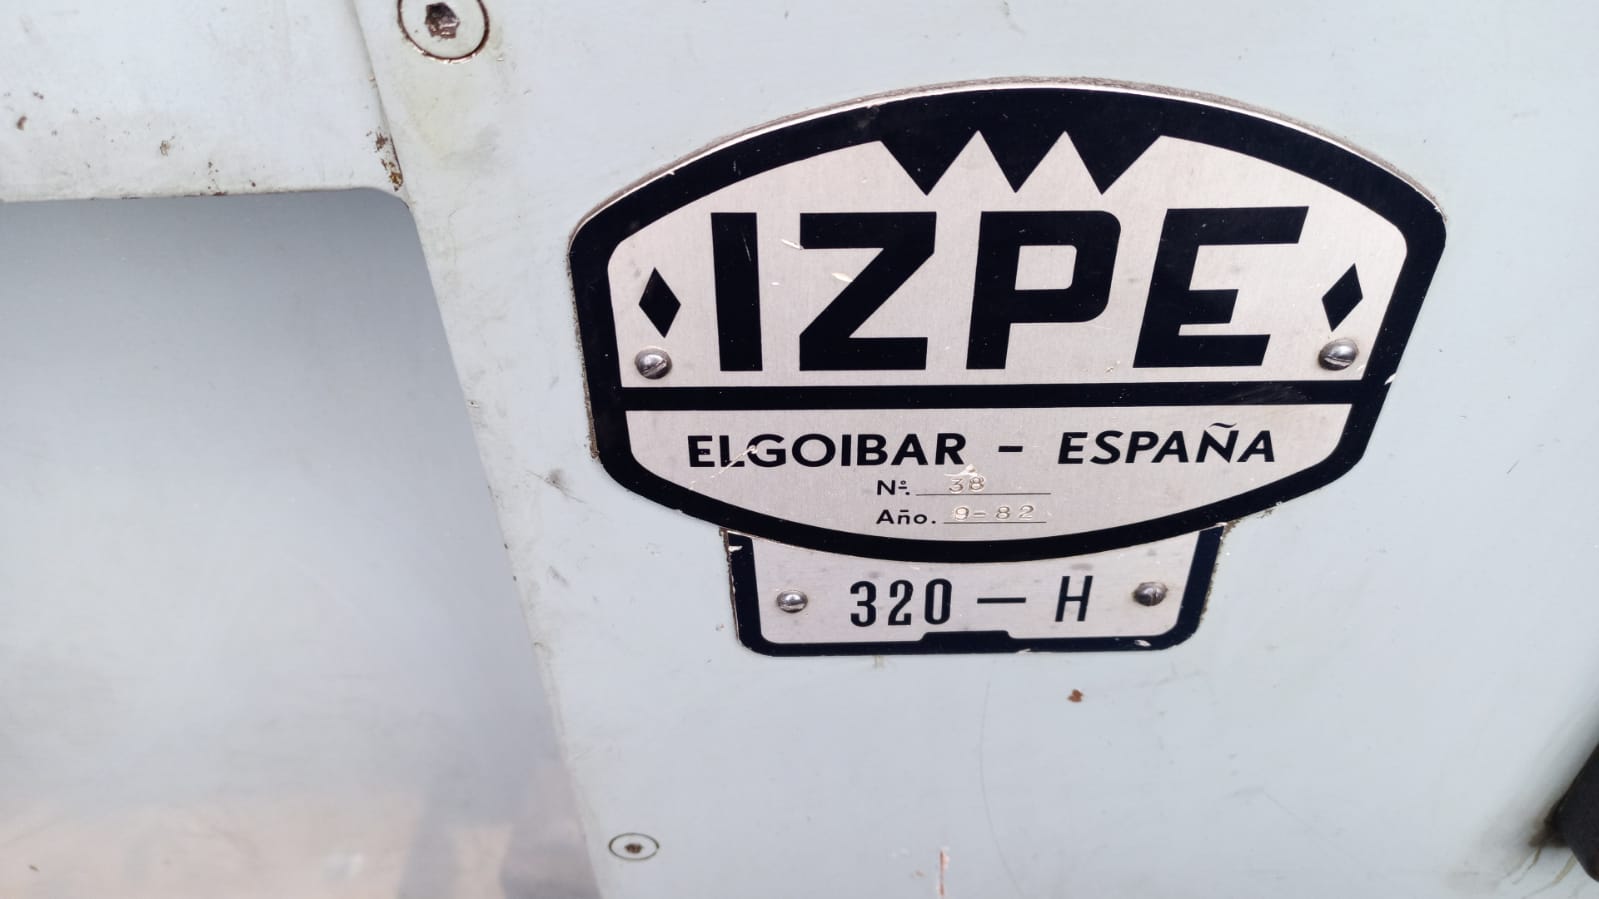 IZPE
ELGOIBAR - ESPAÑA
Nº. 38
Año. 9-82
320 - H